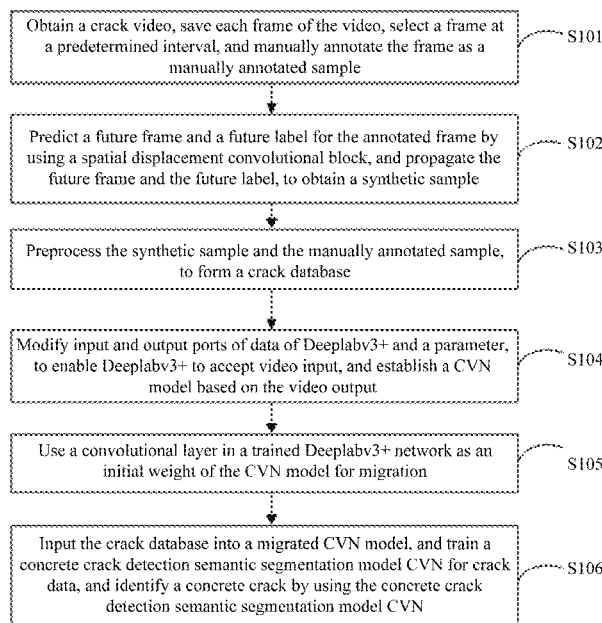 Obtain a crack video, save each frame of the video, select a frame at
a predetermined interval, and manually annotate the frame as a
manually annotated sample
S101
Predict a future frame and a future label for the annotated frame by
using a spatial displacement convolutional block, and propagate the
future frame and the future label, to obtain a synthetic sample
S102
Preprocess the synthetic sample and the manually annotated sample,
to form a crack database
S103
Modify input and output ports of data of Deeplabv3+ and a parameter,
to enable Deeplabv3+ to accept video input, and establish a CVN
model based on the video output
S104
Use a convolutional layer in a trained Deeplabv3+ network as an
initial weight of the CVN model for migration
S105
Input the crack database into a migrated CVN model, and train a
concrete crack detection semantic segmentation model CVN for crack
data, and identify a concrete crack by using the concrete crack
detection semantic segmentation model CVN
S106